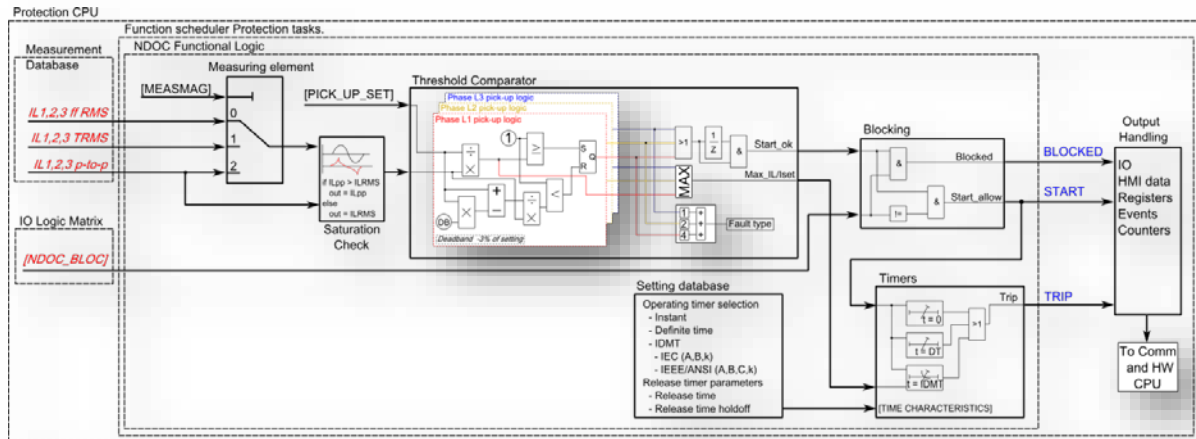 Protection CPU
Function scheduler Protection tasks.
NDOC Functional Logic
Measurement
Database
IL1,2,3 ff RMS
IL1,2,3 TRMS
IL1,2,3 p-to-p
IO Logic Matrix
[NDOC_BLOC]
Measuring element
[MEASMAG]
0
1
2
[PICK_UP_SET]
if ILpp > ILRMS
out = ILpp
else
out = ILRMS
Saturation
Check
Threshold Comparator
Phase L3 pick-up logic
Phase L2 pick-up logic
Phase L1 pick-up logic
1
≥
÷
×
S
Q
R
+
−
<
÷
×
×
DB
Deadband -3% of setting
>1
1
z
&
Start_ok
MAX
Max_IL/Iset
1
2
4
+
+
+
Fault type
Blocking
&
Blocked
&
Start_allow
!=
BLOCKED
START
TRIP
Output
Handling
IO
HMI data
Registers
Events
Counters
To Comm
and HW
CPU
Setting database
Operating timer selection
- Instant
- Definite time
- IDMT
- IEC (A,B,k)
- IEEE/ANSI (A,B,C,k)
Release timer parameters
- Release time
- Release time holdoff
Timers
t = 0
t = DT
t = IDMT
>1
Trip
[TIME CHARACTERISTICS]